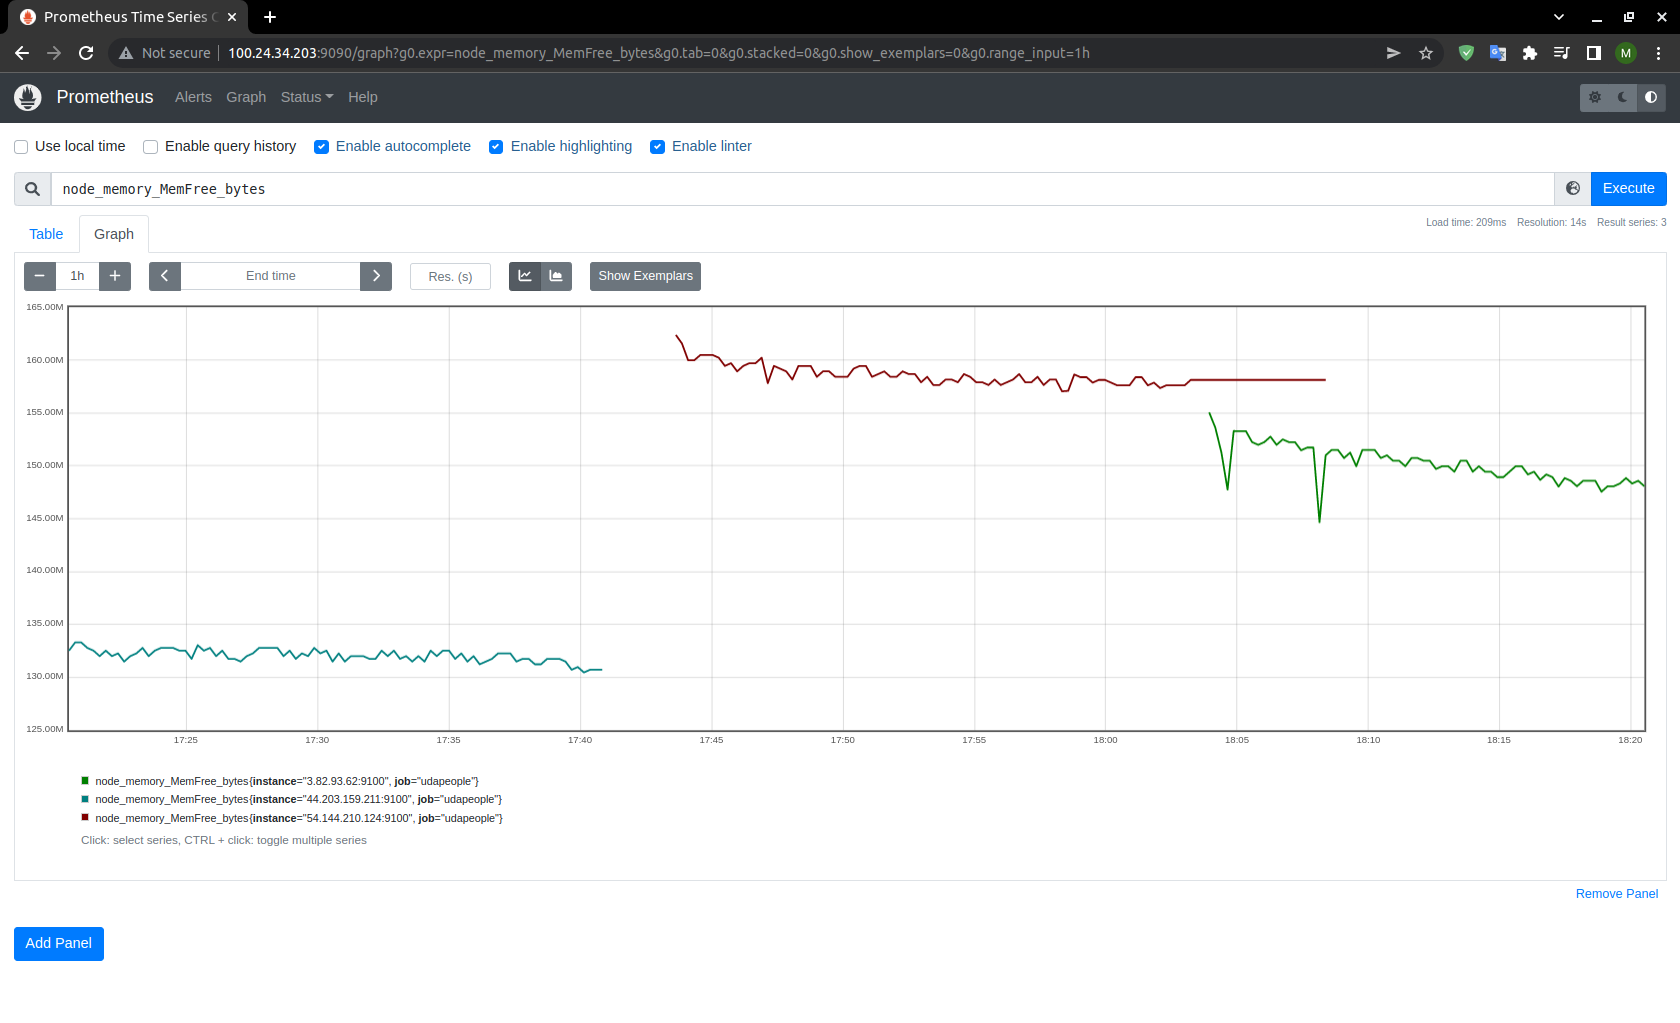 Prometheus Time Series C
Not secure 100.24.34.203:9090/graph?g0.expr=node_memory_MemFree_bytes&g0.tab=0&g0.stacked=0&g0.show_exemplars=0&g0.range_input=1h
M
Prometheus Alerts Graph Status Help
Use local time Enable query history Enable autocomplete Enable highlighting Enable linter
node_memory_MemFree_bytes Execute
Load time: 209ms Resolution: 14s Result series: 3
Table Graph
1h End time Res. (s) Show Exemplars
165.00M
160.00M
155.00M
150.00M
145.00M
140.00M
135.00M
130.00M
125.00M
17:25 17:30 17:35 17:40 17:45 17:50 17:55 18:00 18:05 18:10 18:15 18:20
node_memory_MemFree_bytes{instance="3.82.93.62:9100", job="udapeople"}
node_memory_MemFree_bytes{instance="44.203.159.211:9100", job="udapeople"}
node_memory_MemFree_bytes{instance="54.144.210.124:9100", job="udapeople"}
Click: select series, CTRL + click: toggle multiple series
Remove Panel
Add Panel